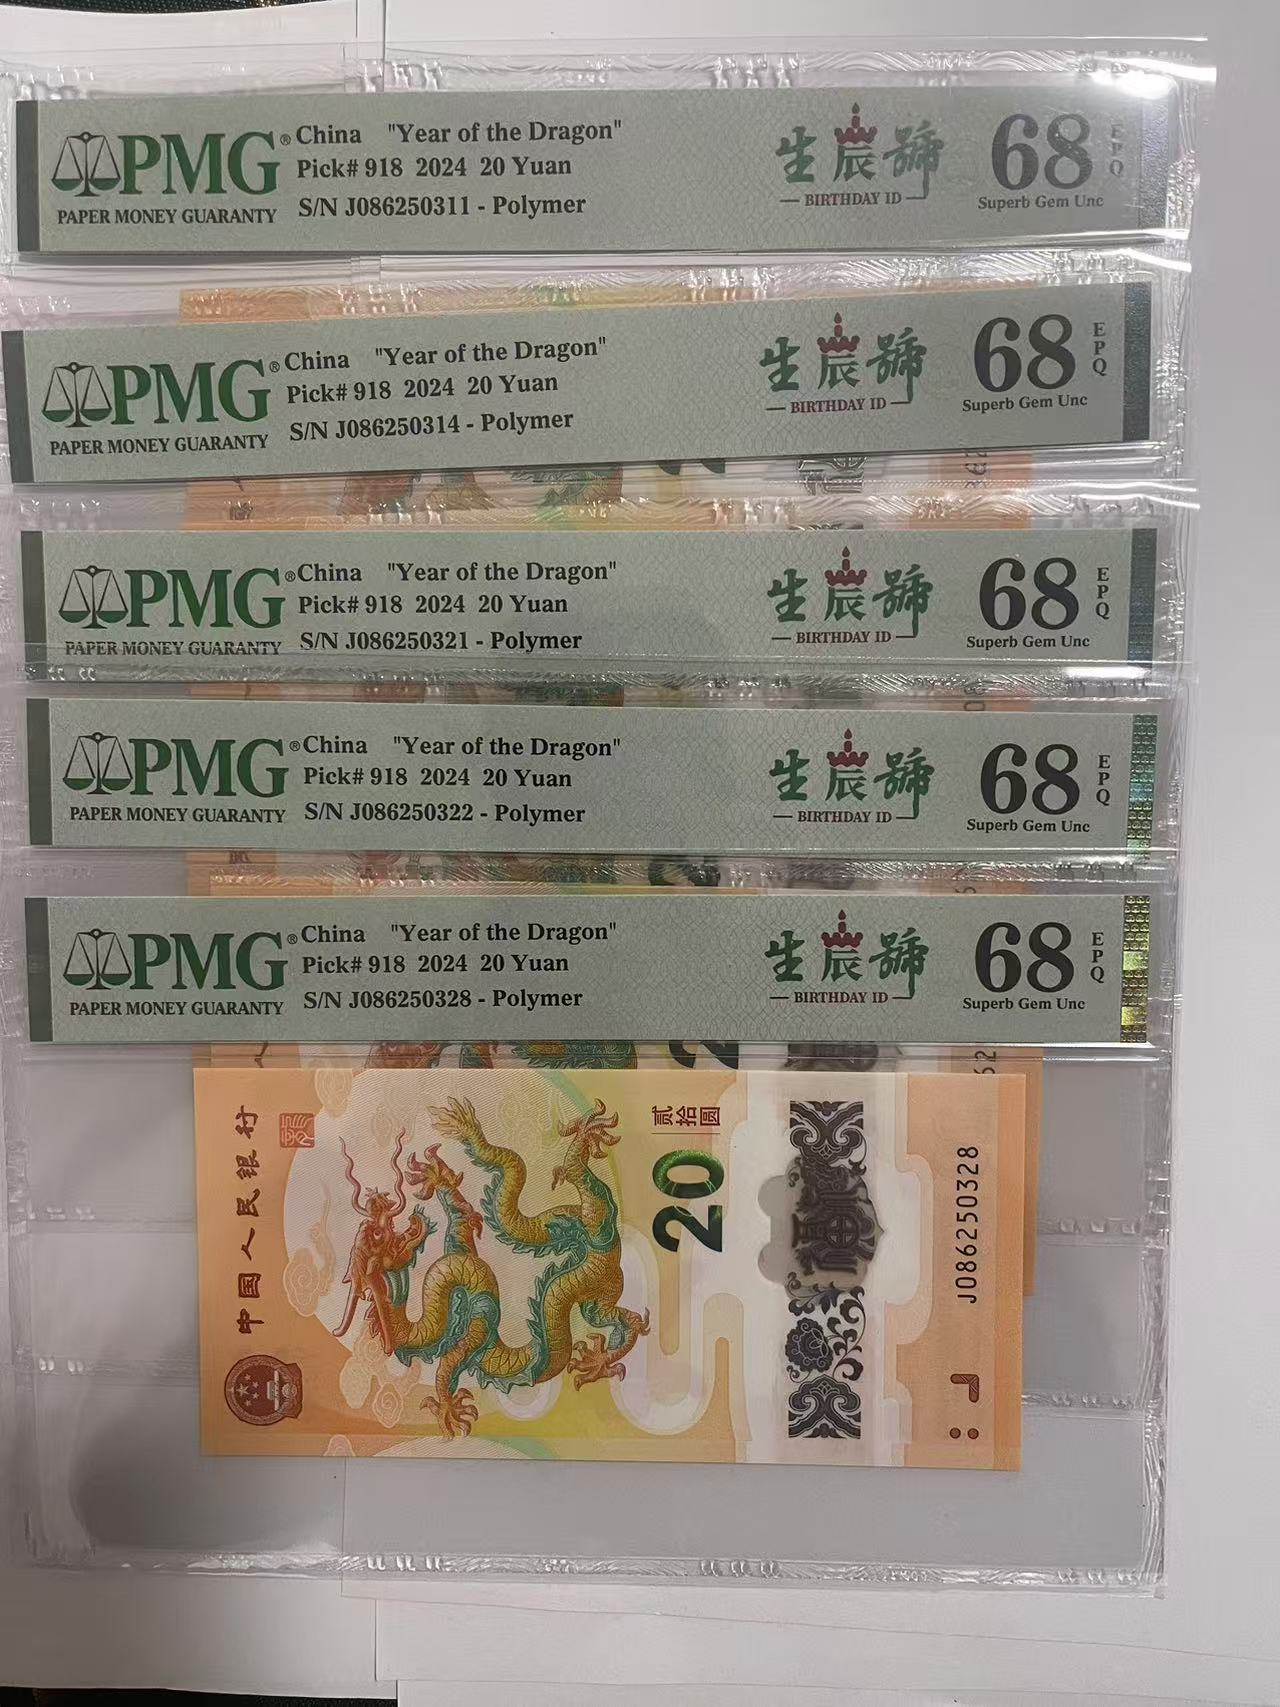 PMG® China "Year of the Dragon"
Pick# 918 2024 20 Yuan
PAPER MONEY GUARANTY S/N J086250311 - Polymer
生辰號
BIRTHDAY ID
68 EPQ
Superb Gem Unc
PMG® China "Year of the Dragon"
Pick# 918 2024 20 Yuan
PAPER MONEY GUARANTY S/N J086250314 - Polymer
生辰號
BIRTHDAY ID
68 EPQ
Superb Gem Unc
PMG® China "Year of the Dragon"
Pick# 918 2024 20 Yuan
PAPER MONEY GUARANTY S/N J086250321 - Polymer
生辰號
BIRTHDAY ID
68 EPQ
Superb Gem Unc
PMG® China "Year of the Dragon"
Pick# 918 2024 20 Yuan
PAPER MONEY GUARANTY S/N J086250322 - Polymer
生辰號
BIRTHDAY ID
68 EPQ
Superb Gem Unc
PMG® China "Year of the Dragon"
Pick# 918 2024 20 Yuan
PAPER MONEY GUARANTY S/N J086250328 - Polymer
生辰號
BIRTHDAY ID
68 EPQ
Superb Gem Unc
中国人民银行
贰拾圆
20
J086250328